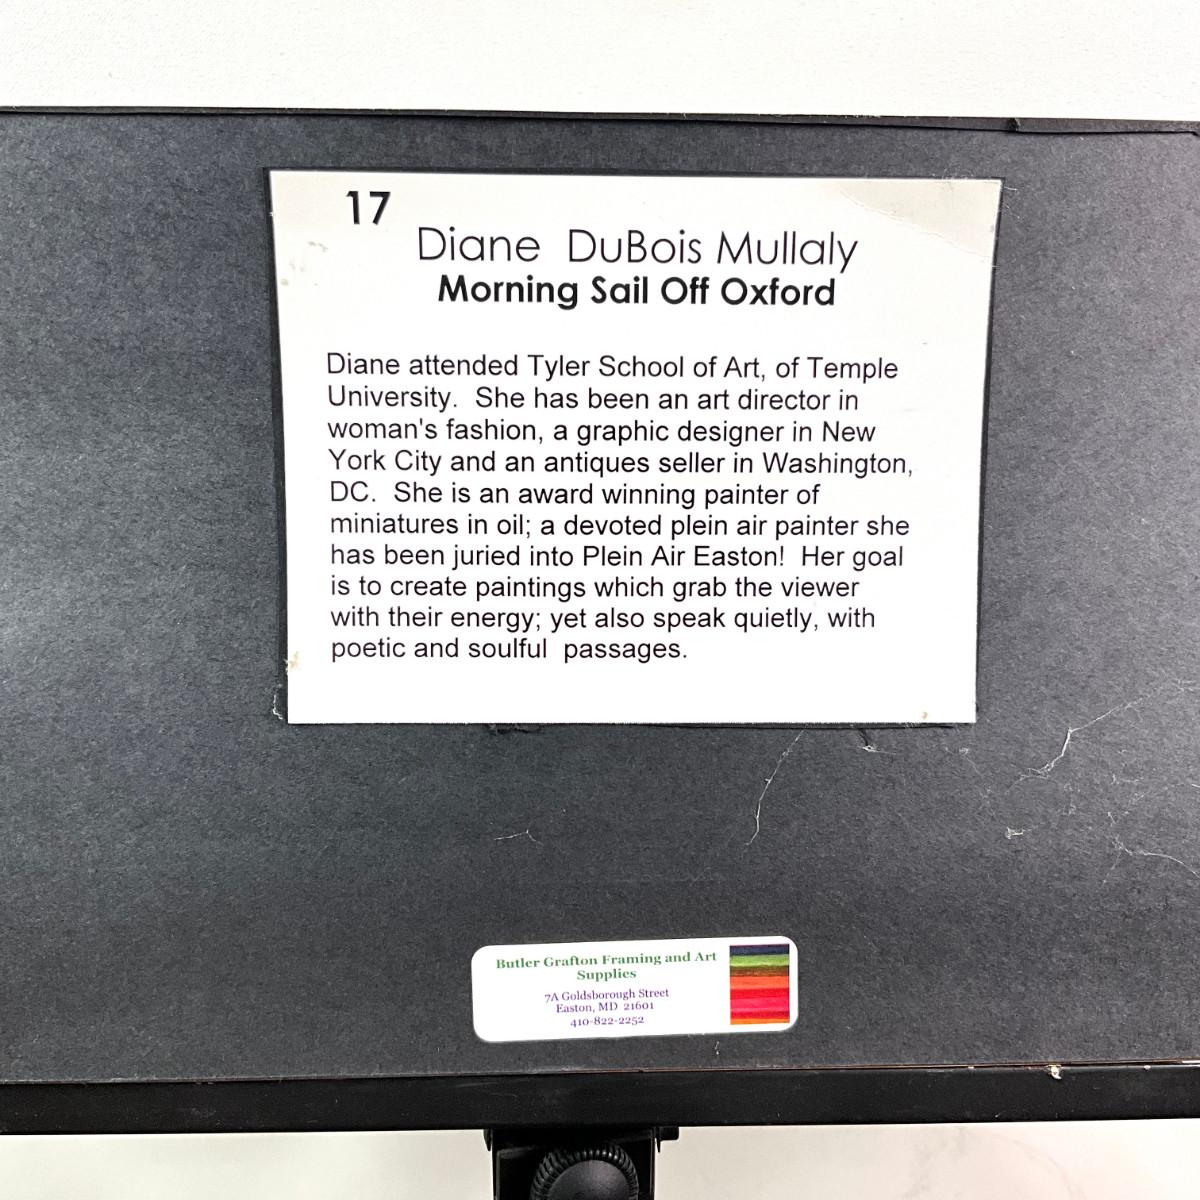 17
Diane DuBois Mullaly
Morning Sail Off Oxford
Diane attended Tyler School of Art, of Temple
University. She has been an art director in
woman's fashion, a graphic designer in New
York City and an antiques seller in Washington,
DC. She is an award winning painter of
miniatures in oil; a devoted plein air painter she
has been juried into Plein Air Easton! Her goal
is to create paintings which grab the viewer
with their energy; yet also speak quietly, with
poetic and soulful passages.
Butler Grafton Framing and Art
Supplies
7A Goldsborough Street
Easton, MD 21601
410-822-2252